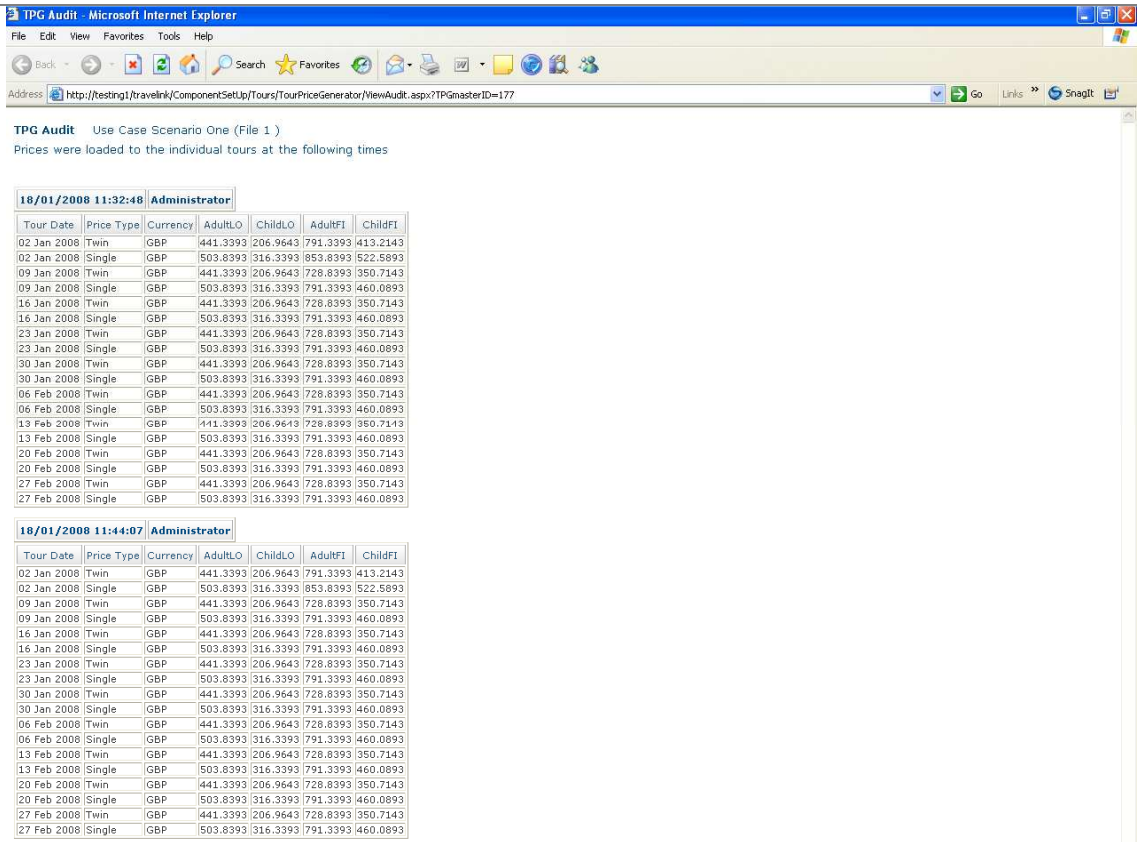 TPG Audit - Microsoft Internet Explorer
File Edit View Favorites Tools Help
Back Search Favorites
Address http://testing1/travelink/ComponentSetUp/Tours/TourPriceGenerator/ViewAudit.aspx?TPGmasterID=177 Go Links » SnagIt
TPG Audit Use Case Scenario One (File 1 )
Prices were loaded to the individual tours at the following times
18/01/2008 11:32:48 Administrator
Tour Date Price Type Currency AdultLO ChildLO AdultFI ChildFI
02 Jan 2008 Twin GBP 441.3393 206.9643 791.3393 413.2143
02 Jan 2008 Single GBP 503.8393 316.3393 853.8393 522.5893
09 Jan 2008 Twin GBP 441.3393 206.9643 728.8393 350.7143
09 Jan 2008 Single GBP 503.8393 316.3393 791.3393 460.0893
16 Jan 2008 Twin GBP 441.3393 206.9643 728.8393 350.7143
16 Jan 2008 Single GBP 503.8393 316.3393 791.3393 460.0893
23 Jan 2008 Twin GBP 441.3393 206.9643 728.8393 350.7143
23 Jan 2008 Single GBP 503.8393 316.3393 791.3393 460.0893
30 Jan 2008 Twin GBP 441.3393 206.9643 728.8393 350.7143
30 Jan 2008 Single GBP 503.8393 316.3393 791.3393 460.0893
06 Feb 2008 Twin GBP 441.3393 206.9643 728.8393 350.7143
06 Feb 2008 Single GBP 503.8393 316.3393 791.3393 460.0893
13 Feb 2008 Twin GBP 441.3393 206.9643 728.8393 350.7143
13 Feb 2008 Single GBP 503.8393 316.3393 791.3393 460.0893
20 Feb 2008 Twin GBP 441.3393 206.9643 728.8393 350.7143
20 Feb 2008 Single GBP 503.8393 316.3393 791.3393 460.0893
27 Feb 2008 Twin GBP 441.3393 206.9643 728.8393 350.7143
27 Feb 2008 Single GBP 503.8393 316.3393 791.3393 460.0893
18/01/2008 11:44:07 Administrator
Tour Date Price Type Currency AdultLO ChildLO AdultFI ChildFI
02 Jan 2008 Twin GBP 441.3393 206.9643 791.3393 413.2143
02 Jan 2008 Single GBP 503.8393 316.3393 853.8393 522.5893
09 Jan 2008 Twin GBP 441.3393 206.9643 728.8393 350.7143
09 Jan 2008 Single GBP 503.8393 316.3393 791.3393 460.0893
16 Jan 2008 Twin GBP 441.3393 206.9643 728.8393 350.7143
16 Jan 2008 Single GBP 503.8393 316.3393 791.3393 460.0893
23 Jan 2008 Twin GBP 441.3393 206.9643 728.8393 350.7143
23 Jan 2008 Single GBP 503.8393 316.3393 791.3393 460.0893
30 Jan 2008 Twin GBP 441.3393 206.9643 728.8393 350.7143
30 Jan 2008 Single GBP 503.8393 316.3393 791.3393 460.0893
06 Feb 2008 Twin GBP 441.3393 206.9643 728.8393 350.7143
06 Feb 2008 Single GBP 503.8393 316.3393 791.3393 460.0893
13 Feb 2008 Twin GBP 441.3393 206.9643 728.8393 350.7143
13 Feb 2008 Single GBP 503.8393 316.3393 791.3393 460.0893
20 Feb 2008 Twin GBP 441.3393 206.9643 728.8393 350.7143
20 Feb 2008 Single GBP 503.8393 316.3393 791.3393 460.0893
27 Feb 2008 Twin GBP 441.3393 206.9643 728.8393 350.7143
27 Feb 2008 Single GBP 503.8393 316.3393 791.3393 460.0893